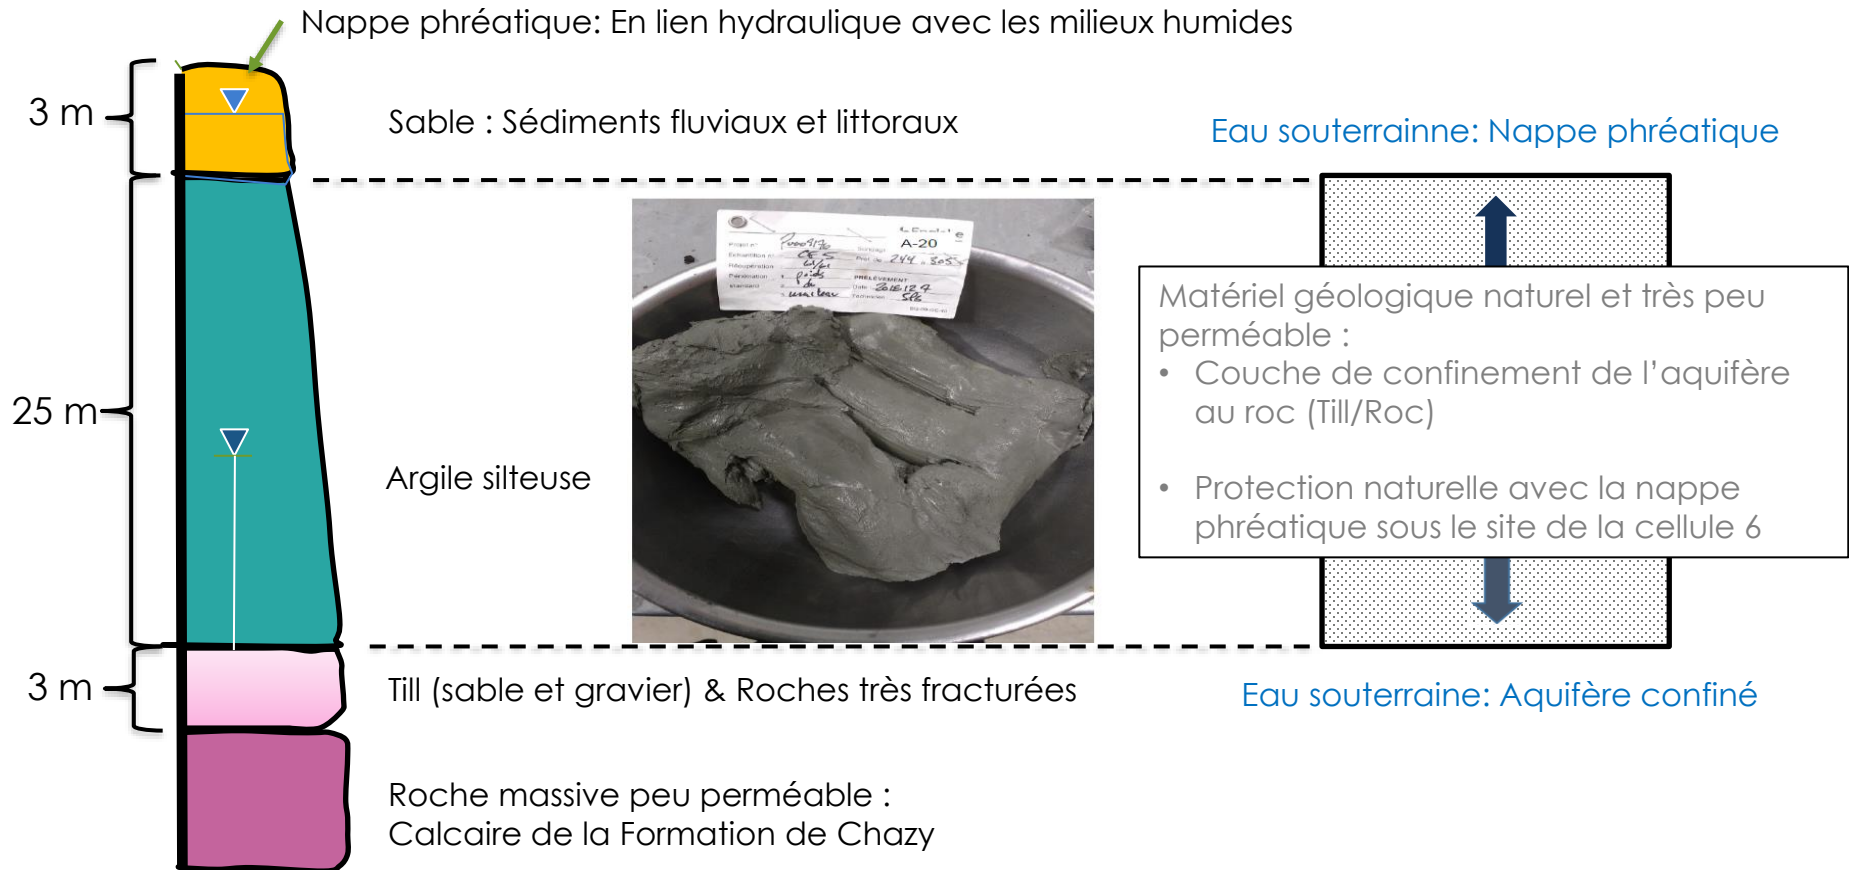 Nappe phréatique: En lien hydraulique avec les milieux humides
3 m
Sable : Sédiments fluviaux et littoraux
Eau souterrainne: Nappe phréatique
A-20
PRÉLÈVEMENT
Matériel géologique naturel et très peu
perméable :
• Couche de confinement de l’aquifère
au roc (Till/Roc)
25 m
Argile silteuse
• Protection naturelle avec la nappe
phréatique sous le site de la cellule 6
3 m
Till (sable et gravier) & Roches très fracturées
Eau souterraine: Aquifère confiné
Roche massive peu perméable :
Calcaire de la Formation de Chazy